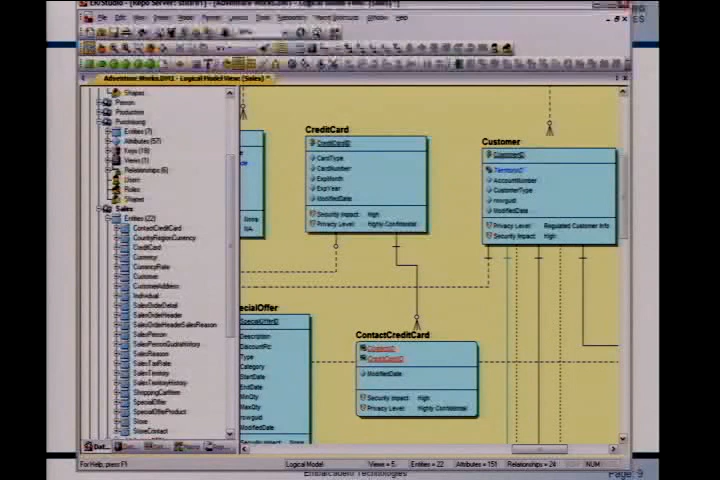 AdventureWorks.DM1 - Logical Model View: (Sales) *
Shapes
Person
Production
Purchasing
Entities (7)
Attributes (57)
Keys (19)
Views (1)
Relationships (6)
Users
Roles
Shapes
Sales
Entities (22)
ContactCreditCard
CountryRegionCurrency
CreditCard
Currency
CurrencyRate
Customer
CustomerAddress
Individual
SalesOrderDetail
SalesOrderHeader
SalesOrderHeaderSalesReason
SalesPerson
SalesPersonQuotaHistory
SalesReason
SalesTaxRate
SalesTerritory
SalesTerritoryHistory
ShoppingCartItem
SpecialOffer
SpecialOfferProduct
Store
StoreContact
None
NA
CreditCard
CreditCardID
CardType
CardNumber
ExpMonth
ExpYear
ModifiedDate
Security Impact: High
Privacy Level: Highly Confidential
Customer
CustomerID
TerritoryID
AccountNumber
CustomerType
rowguid
ModifiedDate
Privacy Level: Regulated Customer Info
Security Impact: High
ecialOffer
SpecialOfferID
Description
DiscountPct
Type
Category
StartDate
EndDate
MinQty
MaxQty
rowguid
ModifiedDate
ContactCreditCard
ContactID
CreditCardID
ModifiedDate
Security Impact: High
Privacy Level: Highly Confidential
For Help, press F1
Logical Model
Views = 5
Entities = 22
Attributes = 151
Relationships = 24
NUM
Embarcadero Technologies
Page: 9